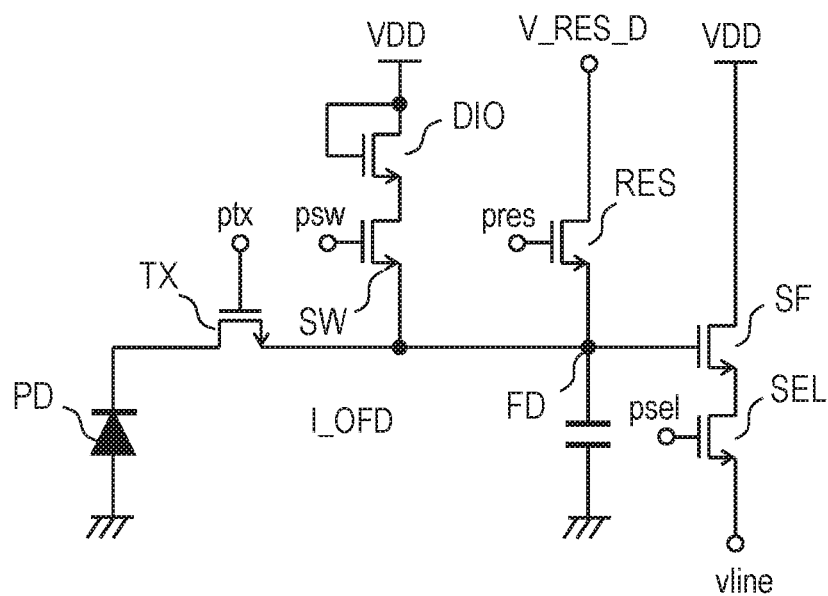 VDD
V_RES_D
VDD
DIO
RES
ptx
psw
pres
TX
SW
SF
PD
I_OFD
FD
psel
SEL
vline